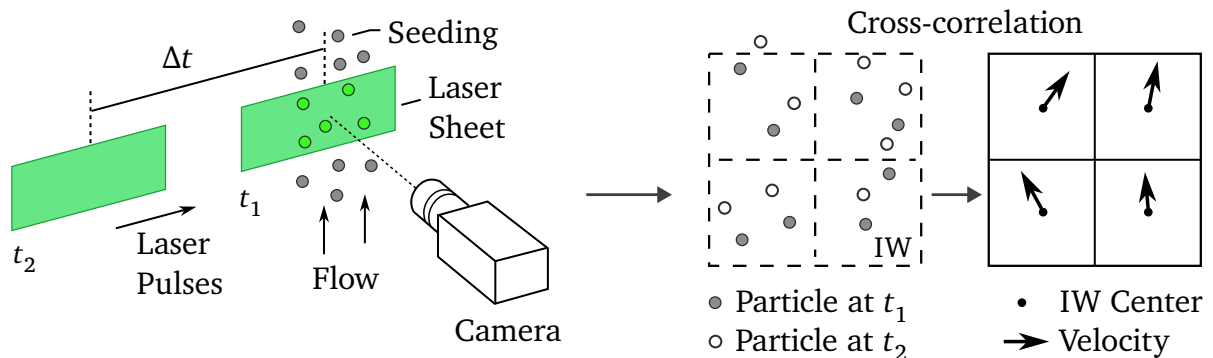 Δt
Seeding
Laser
Sheet
t₁
t₂
Laser
Pulses
Flow
Camera
Cross-correlation
IW
Particle at t₁
Particle at t₂
IW Center
Velocity